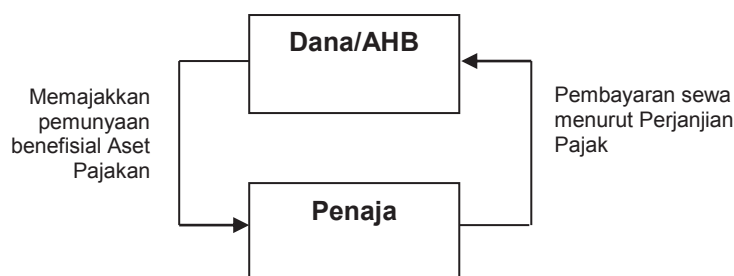 Dana/AHB
Memajakkan
pemunyaan
benefisial Aset
Pajakan
Pembayaran sewa
menurut Perjanjian
Pajak
Penaja